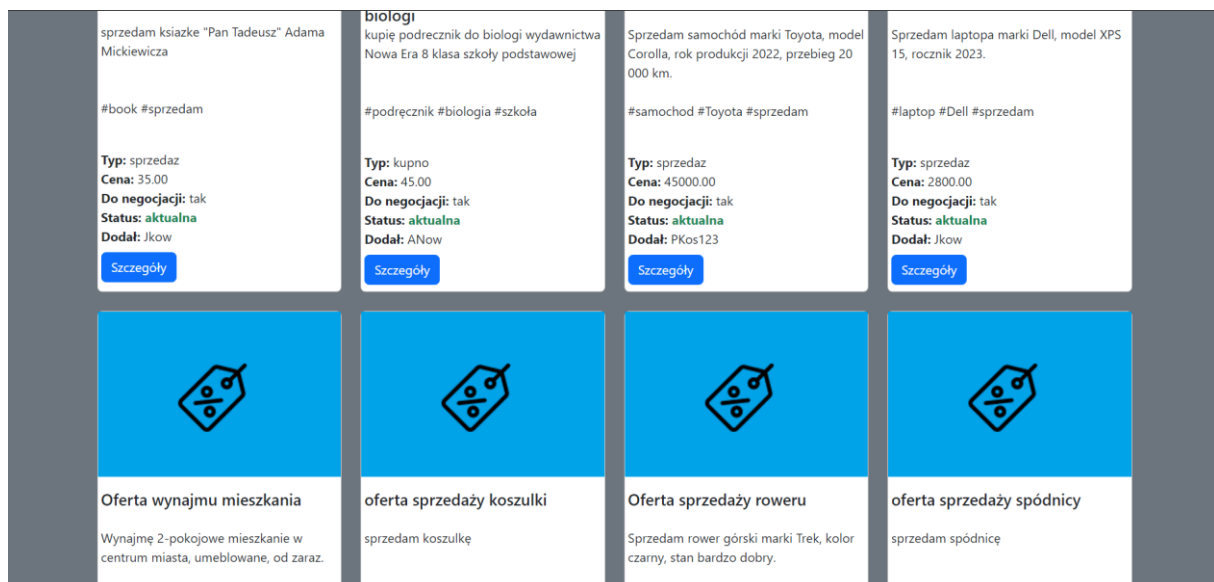 sprzedam ksiazke "Pan Tadeusz" Adama
Mickiewicza
#book #sprzedam
Typ: sprzedaz
Cena: 35.00
Do negocjacji: tak
Status: aktualna
Dodał: Jkow
Szczegóły
biologi
kupię podrecznik do biologi wydawnictwa
Nowa Era 8 klasa szkoły podstawowej
#podręcznik #biologia #szkoła
Typ: kupno
Cena: 45.00
Do negocjacji: tak
Status: aktualna
Dodał: ANow
Szczegóły
Sprzedam samochód marki Toyota, model
Corolla, rok produkcji 2022, przebieg 20
000 km.
#samochod #Toyota #sprzedam
Typ: sprzedaz
Cena: 45000.00
Do negocjacji: tak
Status: aktualna
Dodał: PKos123
Szczegóły
Sprzedam laptopa marki Dell, model XPS
15, rocznik 2023.
#laptop #Dell #sprzedam
Typ: sprzedaz
Cena: 2800.00
Do negocjacji: tak
Status: aktualna
Dodał: Jkow
Szczegóły
Oferta wynajmu mieszkania
Wynajmę 2-pokojowe mieszkanie w
centrum miasta, umeblowane, od zaraz.
oferta sprzedaży koszulki
sprzedam koszulkę
Oferta sprzedaży roweru
Sprzedam rower górski marki Trek, kolor
czarny, stan bardzo dobry.
oferta sprzedaży spódnicy
sprzedam spódnicę